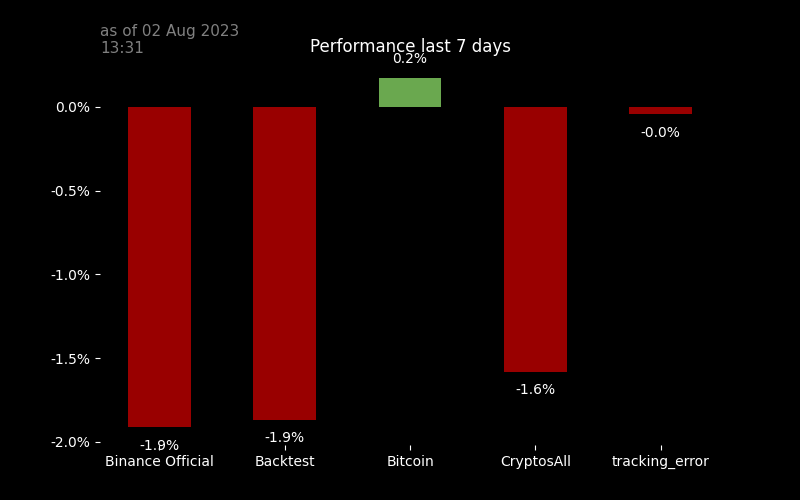 as of 02 Aug 2023
13:31
Performance last 7 days
0.2%
0.0%
-0.0%
-0.5%
-1.0%
-1.5%
-1.6%
-1.9%
-1.9%
-2.0%
Binance Official
Backtest
Bitcoin
CryptosAll
tracking_error